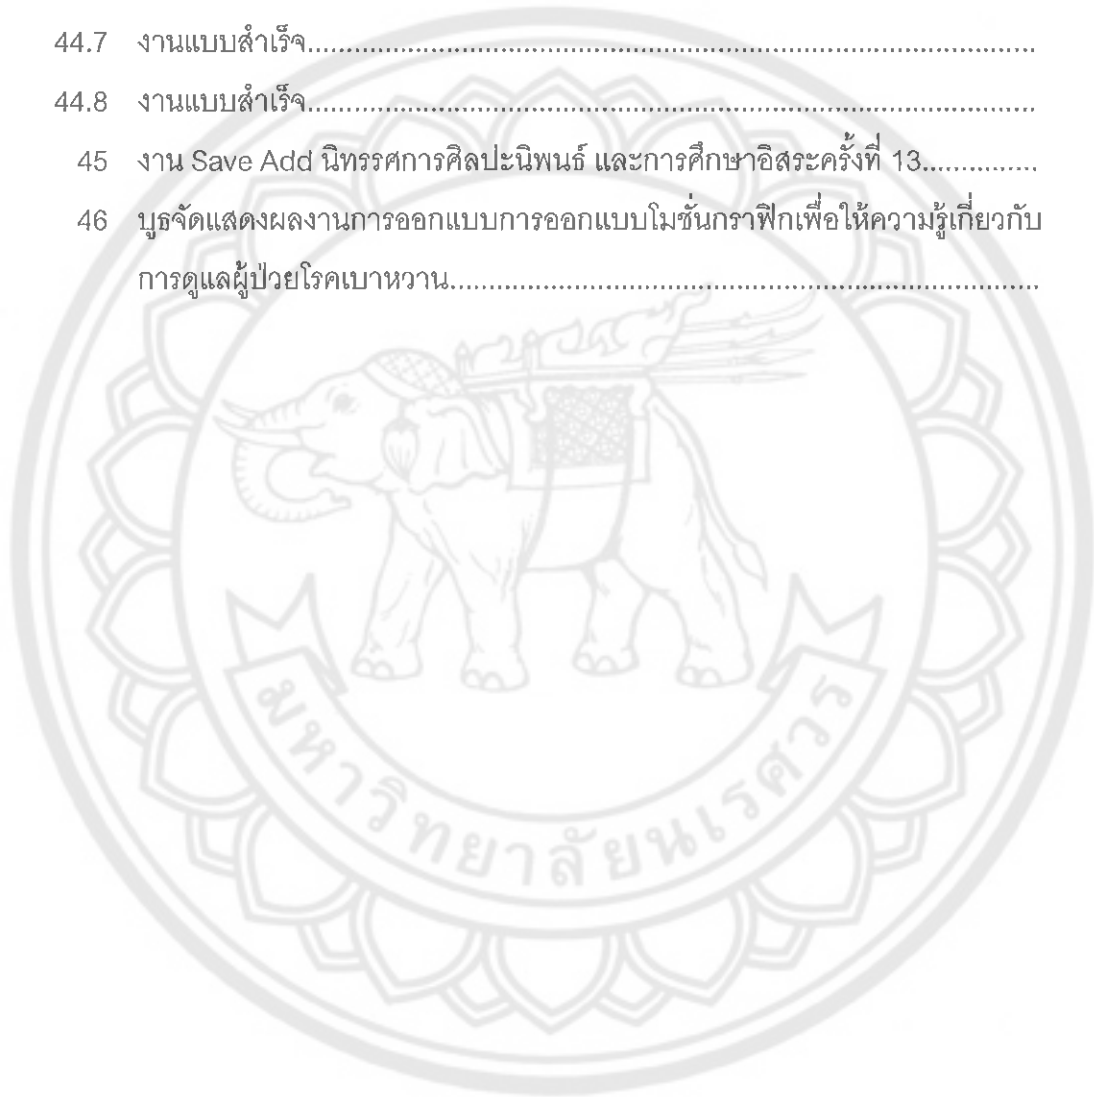 44.7 งานแบบสำเร็จ................................................................................
44.8 งานแบบสำเร็จ................................................................................
45 งาน Save Add นิทรรศการศิลปะนิพนธ์ และการศึกษาอิสระครั้งที่ 13...............
46 บูธจัดแสดงผลงานการออกแบบการออกแบบโมชั่นกราฟิกเพื่อให้ความรู้เกี่ยวกับ
การดูแลผู้ป่วยโรคเบาหวาน................................................................................
มหาวิทยาลัยนเรศวร